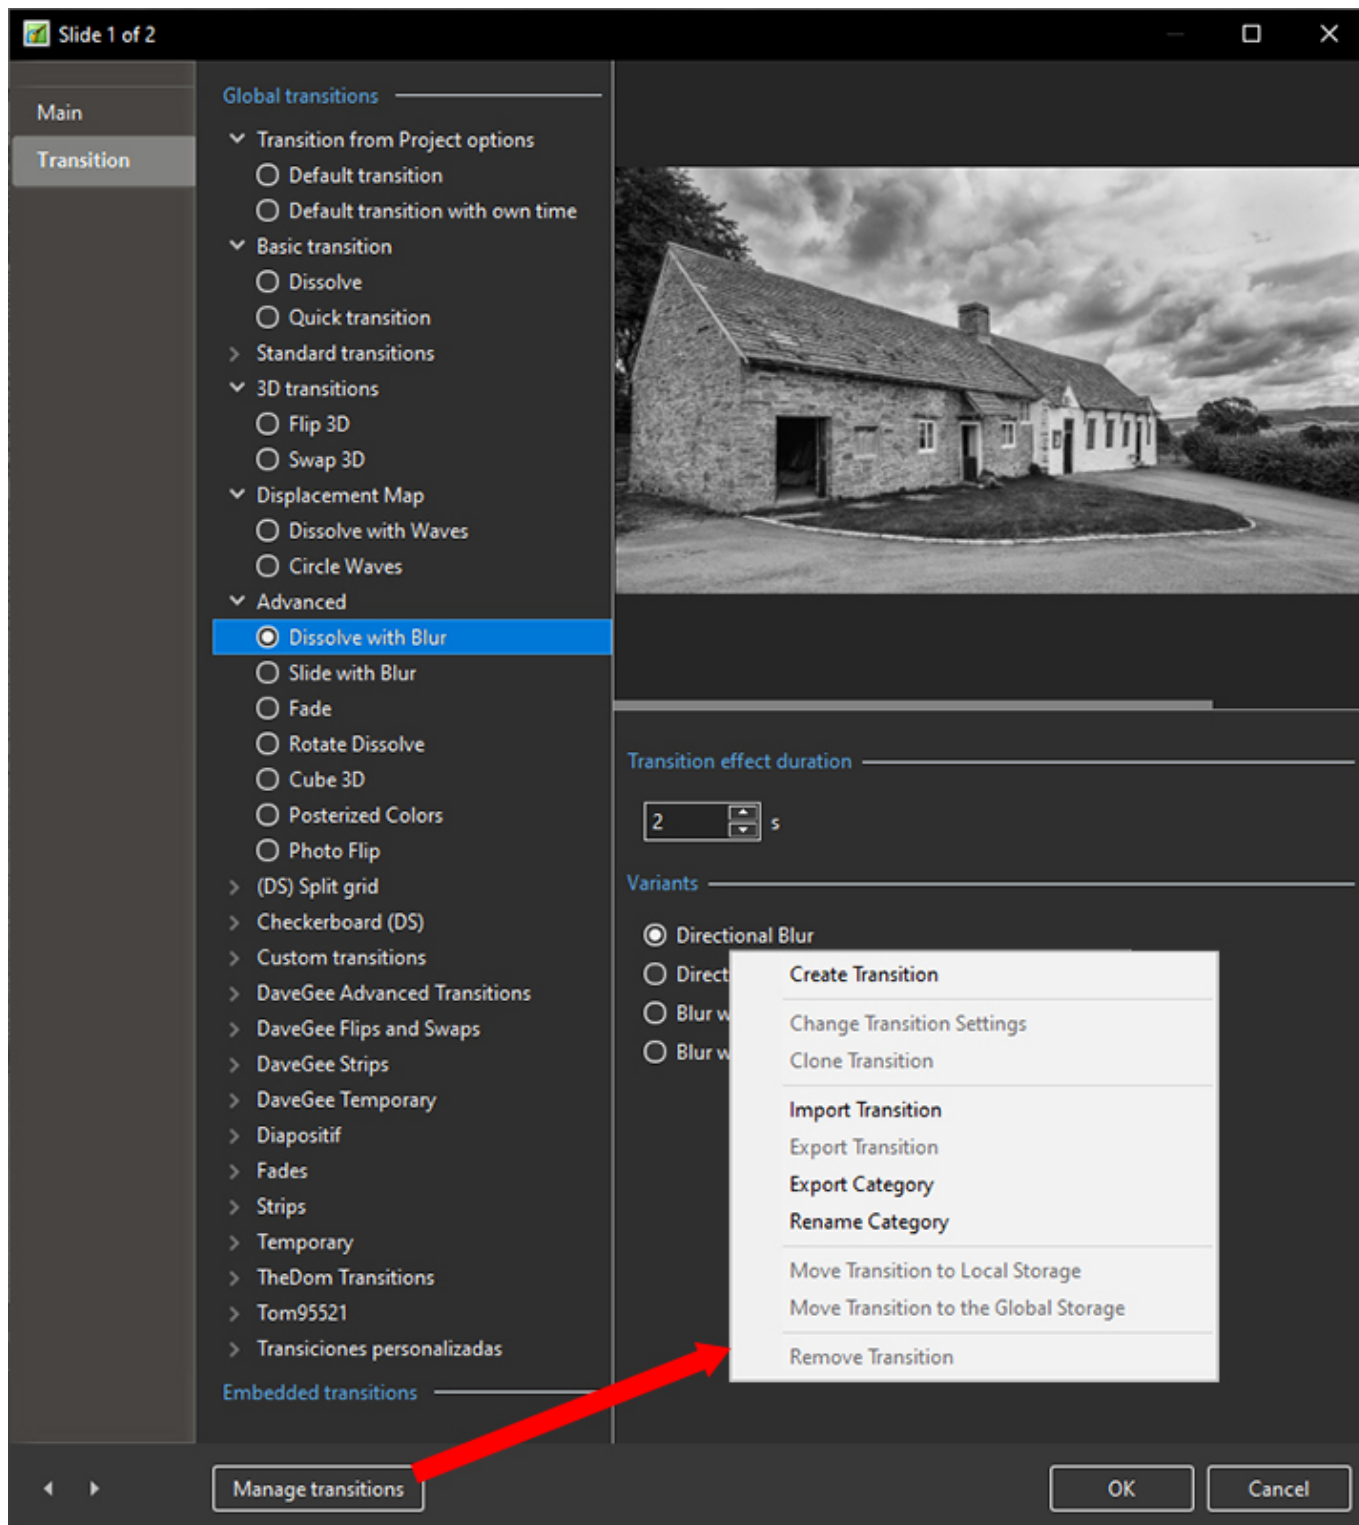 Slide 1 of 2
Main
Transition
Global transitions
Transition from Project options
Default transition
Default transition with own time
Basic transition
Dissolve
Quick transition
Standard transitions
3D transitions
Flip 3D
Swap 3D
Displacement Map
Dissolve with Waves
Circle Waves
Advanced
Dissolve with Blur
Slide with Blur
Fade
Rotate Dissolve
Cube 3D
Posterized Colors
Photo Flip
(DS) Split grid
Checkerboard (DS)
Custom transitions
DaveGee Advanced Transitions
DaveGee Flips and Swaps
DaveGee Strips
DaveGee Temporary
Diapositif
Fades
Strips
Temporary
TheDom Transitions
Tom95521
Transiciones personalizadas
Embedded transitions
Transition effect duration
2 s
Variants
Directional Blur
Direct
Blur w
Blur w
Create Transition
Change Transition Settings
Clone Transition
Import Transition
Export Transition
Export Category
Rename Category
Move Transition to Local Storage
Move Transition to the Global Storage
Remove Transition
Manage transitions
OK
Cancel